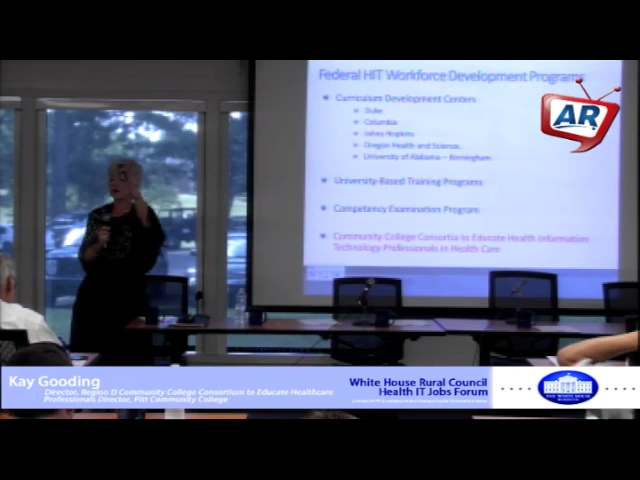 Federal HIT Workforce Development Programs
Curriculum Development Centers
Duke
Columbia
Johns Hopkins
Oregon Health and Science
University of Alabama – Birmingham
University-Based Training Programs
Competency Examination Program
Community College Consortia to Educate Health Information
Technology Professionals in Health Care
AR
Kay Gooding
Director, Region D Community College Consortium to Educate Healthcare
Professionals Director, Pitt Community College
White House Rural Council
Health IT Jobs Forum
THE WHITE HOUSE
WASHINGTON